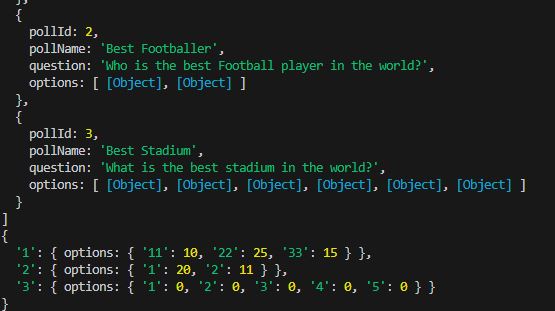 },
{
pollId: 2,
pollName: 'Best Footballer',
question: 'Who is the best Football player in the world?',
options: [ [Object], [Object] ]
},
{
pollId: 3,
pollName: 'Best Stadium',
question: 'What is the best stadium in the world?',
options: [ [Object], [Object], [Object], [Object], [Object], [Object] ]
}
]
{
'1': { options: { '11': 10, '22': 25, '33': 15 } },
'2': { options: { '1': 20, '2': 11 } },
'3': { options: { '1': 0, '2': 0, '3': 0, '4': 0, '5': 0 } }
}